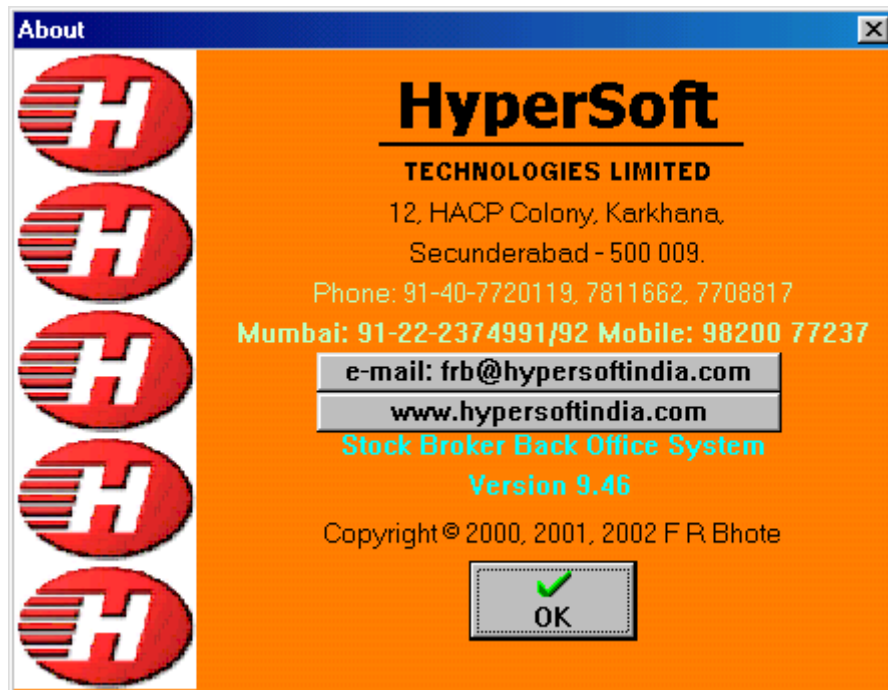 About
HyperSoft
TECHNOLOGIES LIMITED
12, HACP Colony, Karkhana,
Secunderabad - 500 009.
Phone: 91-40-7720119, 7811662, 7708817
Mumbai: 91-22-2374991/92 Mobile: 98200 77237
e-mail: frb@hypersoftindia.com
www.hypersoftindia.com
Stock Broker Back Office System
Version 9.46
Copyright © 2000, 2001, 2002 F R Bhote
OK
H
H
H
H
H